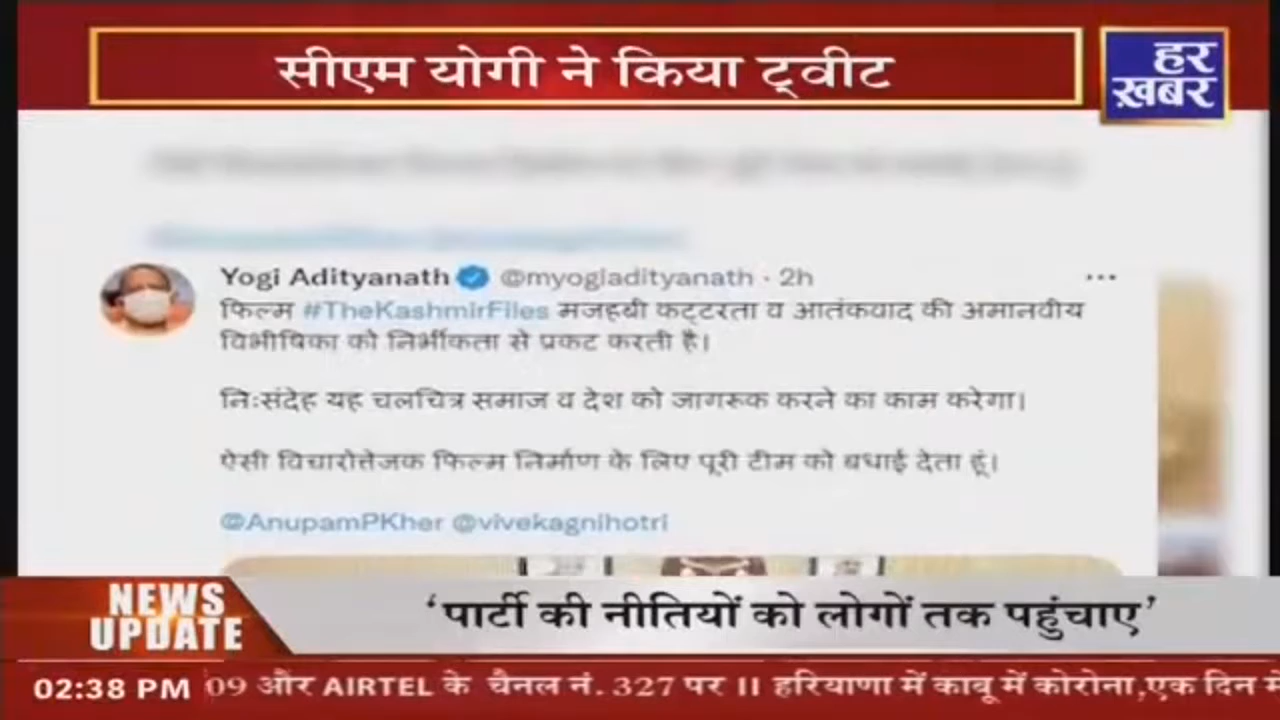 सीएम योगी ने किया ट्वीट
हर
ख़बर
Yogi Adityanath @myogiadityanath · 2h
फिल्म #TheKashmirFiles मजहबी कट्टरता व आतंकवाद की अमानवीय
विभीषिका को निर्भीकता से प्रकट करती है।
निःसंदेह यह चलचित्र समाज व देश को जागरूक करने का काम करेगा।
ऐसी विचारोत्तेजक फिल्म निर्माण के लिए पूरी टीम को बधाई देता हूं।
@AnupamPKher @vivekagnihotri
NEWS
UPDATE
‘पार्टी की नीतियों को लोगों तक पहुंचाए’
02:38 PM 09 और AIRTEL के चैनल नं. 327 पर II हरियाणा में काबू में कोरोना,एक दिन में